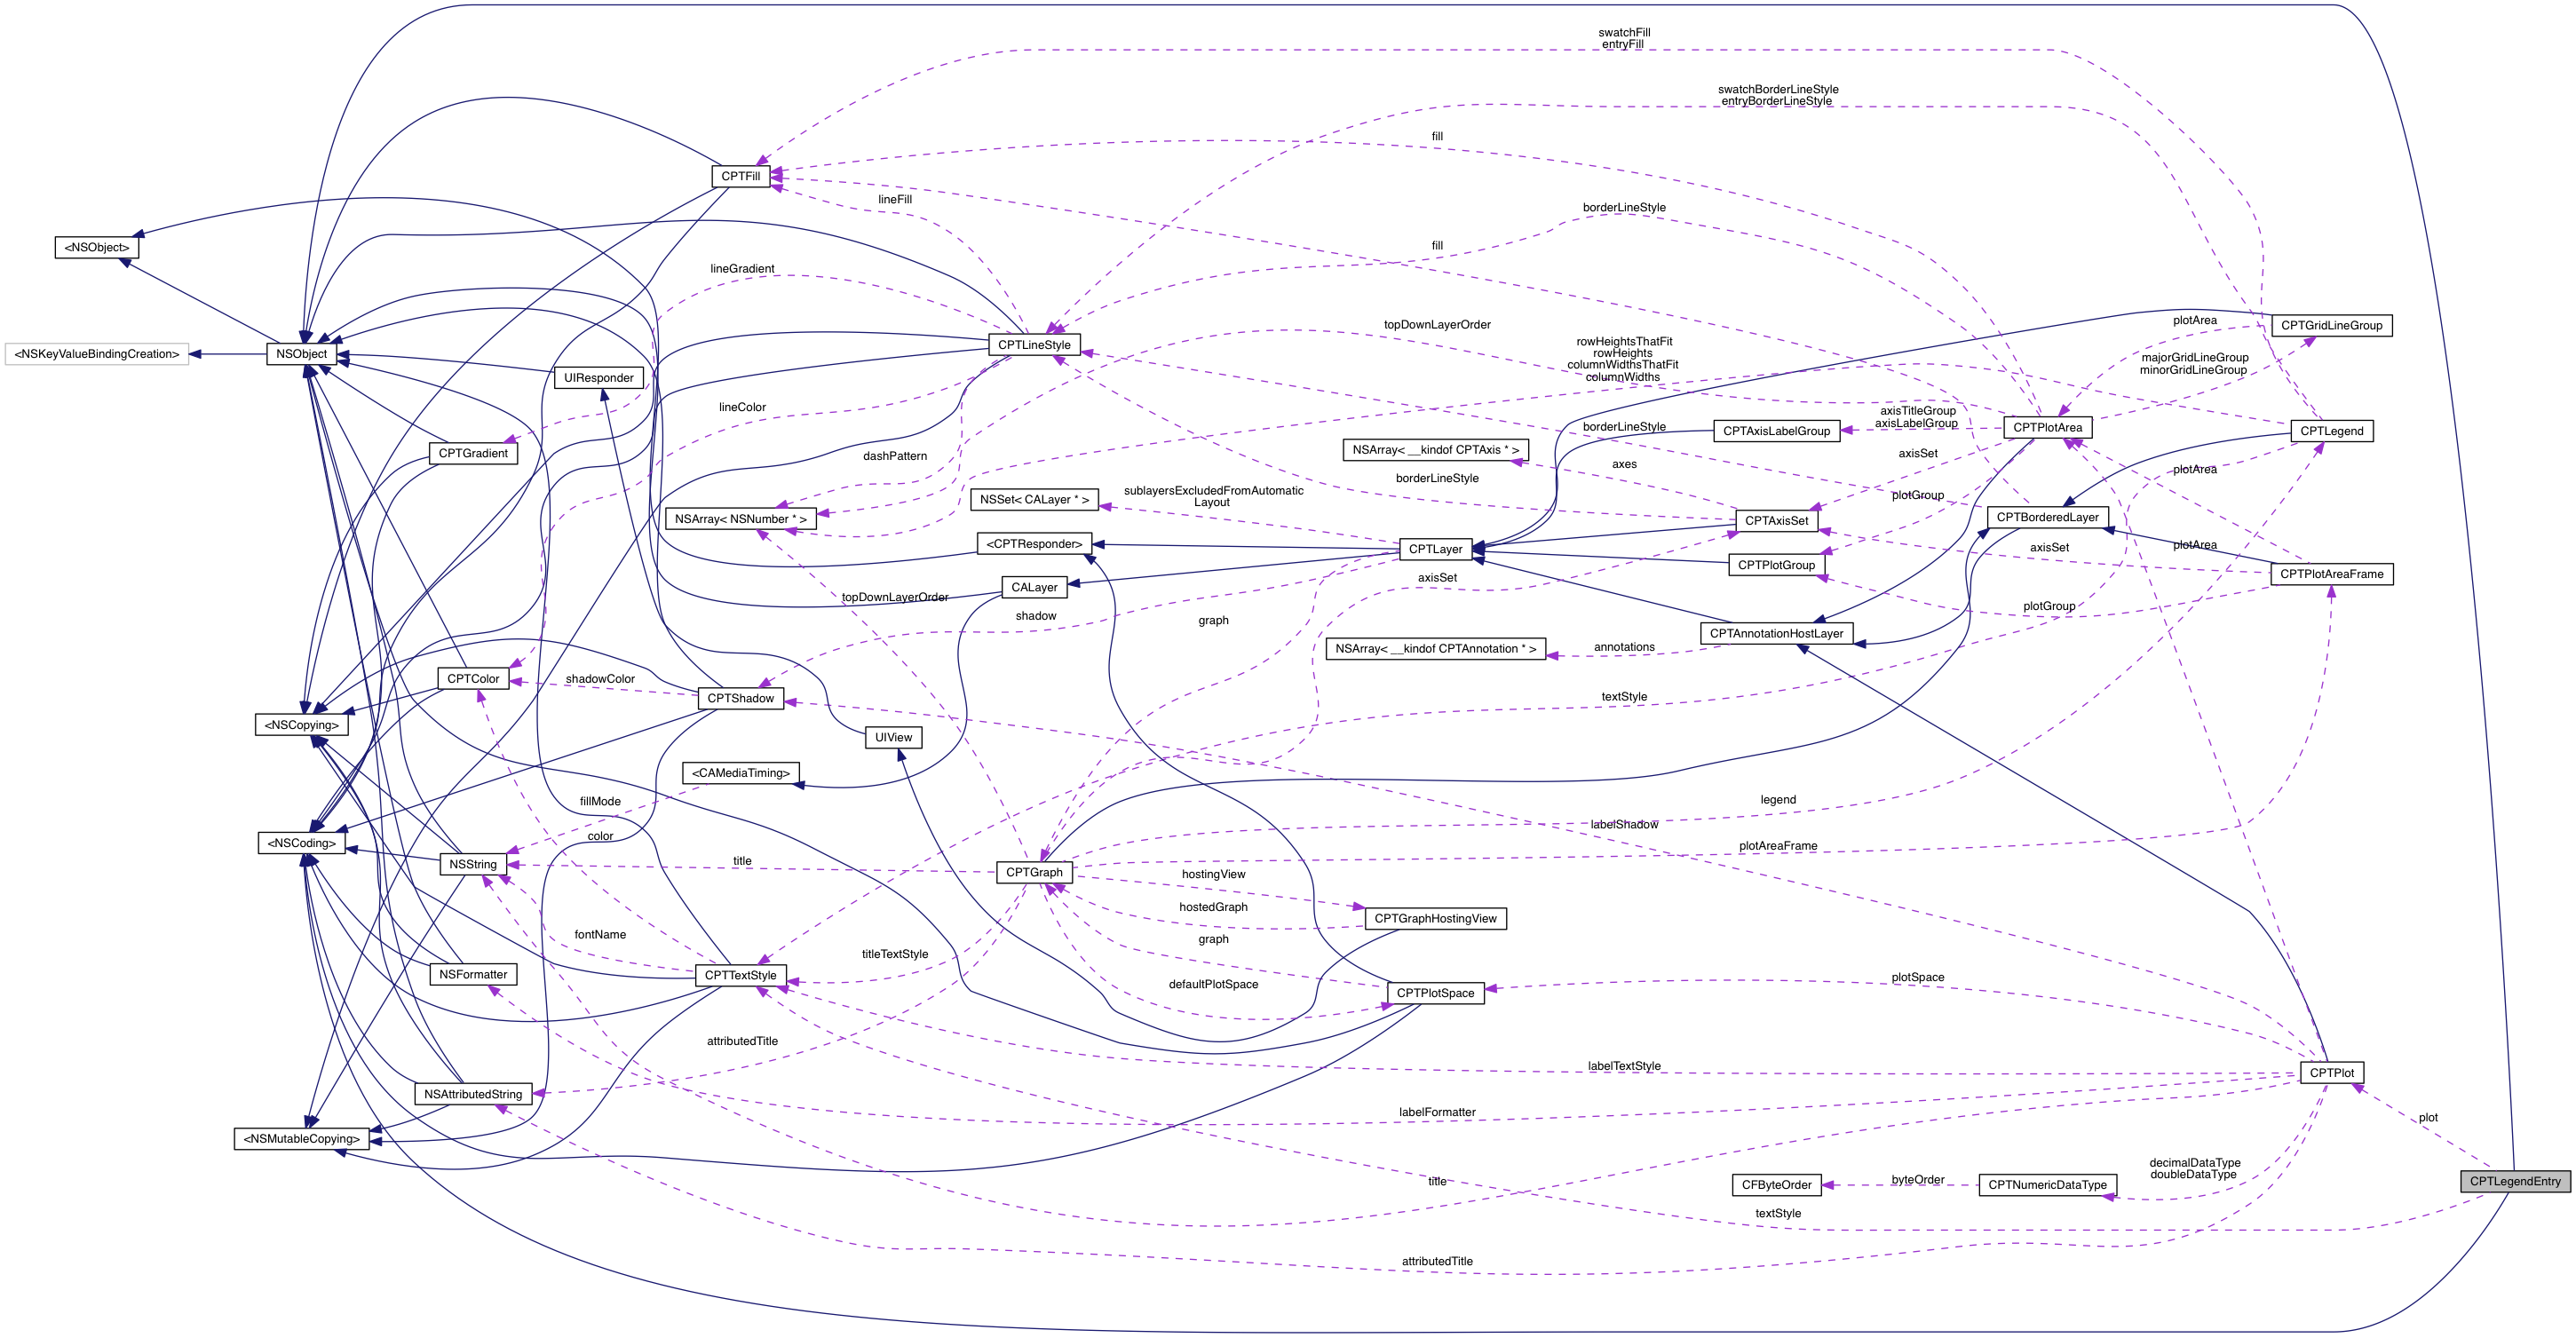 swatchFill
entryFill
swatchBorderLineStyle
entryBorderLineStyle
fill
CPTFill
lineFill
borderLineStyle
<NSObject>
fill
lineGradient
plotArea
CPTGridLineGroup
topDownLayerOrder
<NSKeyValueBindingCreation>
NSObject
CPTLineStyle
rowHeightsThatFit
rowHeights
columnWidthsThatFit
columnWidths
majorGridLineGroup
minorGridLineGroup
UIResponder
lineColor
axisTitleGroup
axisLabelGroup
CPTAxisLabelGroup
CPTPlotArea
CPTLegend
borderLineStyle
CPTGradient
NSArray< __kindof CPTAxis * >
dashPattern
axes
axisSet
plotArea
borderLineStyle
sublayersExcludedFromAutomatic
Layout
NSSet< CALayer * >
plotGroup
NSArray< NSNumber * >
CPTAxisSet
CPTBorderedLayer
<CPTResponder>
CPTLayer
axisSet
plotArea
CPTPlotGroup
CPTPlotAreaFrame
axisSet
CALayer
topDownLayerOrder
plotGroup
shadow
graph
CPTAnnotationHostLayer
NSArray< __kindof CPTAnnotation * >
annotations
CPTColor
shadowColor
CPTShadow
textStyle
<NSCopying>
UIView
<CAMediaTiming>
fillMode
legend
labelShadow
color
<NSCoding>
plotAreaFrame
NSString
title
CPTGraph
hostingView
hostedGraph
CPTGraphHostingView
fontName
graph
titleTextStyle
NSFormatter
CPTTextStyle
defaultPlotSpace
CPTPlotSpace
plotSpace
attributedTitle
labelTextStyle
CPTPlot
NSAttributedString
labelFormatter
plot
<NSMutableCopying>
decimalDataType
doubleDataType
title
CFByteOrder
byteOrder
CPTNumericDataType
CPTLegendEntry
textStyle
attributedTitle